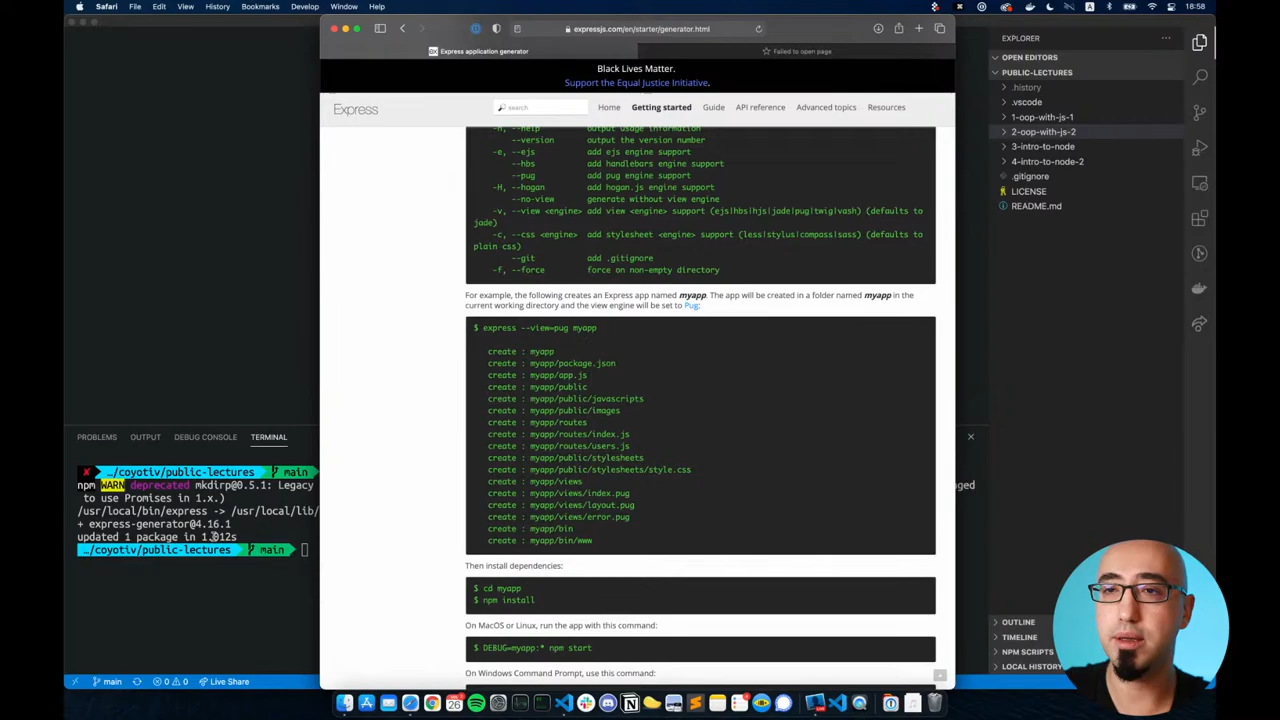 Safari File Edit View History Bookmarks Develop Window Help 18:58
expressjs.com/en/starter/generator.html
Express application generator
Failed to open page
Black Lives Matter.
Support the Equal Justice Initiative.
Express
search
Home Getting started Guide API reference Advanced topics Resources
-h, --help output usage information
--version output the version number
-e, --ejs add ejs engine support
--hbs add handlebars engine support
--pug add pug engine support
-H, --hogan add hogan.js engine support
--no-view generate without view engine
-v, --view <engine> add view <engine> support (ejs|hbs|hjs|jade|pug|twig|vash) (defaults to
jade)
-c, --css <engine> add stylesheet <engine> support (less|stylus|compass|sass) (defaults to
plain css)
--git add .gitignore
-f, --force force on non-empty directory
For example, the following creates an Express app named myapp. The app will be created in a folder named myapp in the
current working directory and the view engine will be set to Pug:
$ express --view=pug myapp
create : myapp
create : myapp/package.json
create : myapp/app.js
create : myapp/public
create : myapp/public/javascripts
create : myapp/public/images
create : myapp/routes
create : myapp/routes/index.js
create : myapp/routes/users.js
create : myapp/public/stylesheets
create : myapp/public/stylesheets/style.css
create : myapp/views
create : myapp/views/index.pug
create : myapp/views/layout.pug
create : myapp/views/error.pug
create : myapp/bin
create : myapp/bin/www
Then install dependencies:
$ cd myapp
$ npm install
On MacOS or Linux, run the app with this command:
$ DEBUG=myapp:* npm start
On Windows Command Prompt, use this command:
PROBLEMS OUTPUT DEBUG CONSOLE TERMINAL
✘ ../coyotiv/public-lectures main
npm WARN deprecated mkdirp@0.5.1: Legacy
to use Promises in 1.x.)
/usr/local/bin/express -> /usr/local/lib/
+ express-generator@4.16.1
updated 1 package in 1.012s
../coyotiv/public-lectures main
aged
main 0 0 Live Share
EXPLORER
OPEN EDITORS
PUBLIC-LECTURES
.history
.vscode
1-oop-with-js-1
2-oop-with-js-2
3-intro-to-node
4-intro-to-node-2
.gitignore
LICENSE
README.md
OUTLINE
TIMELINE
NPM SCRIPTS
LOCAL HISTORY
26